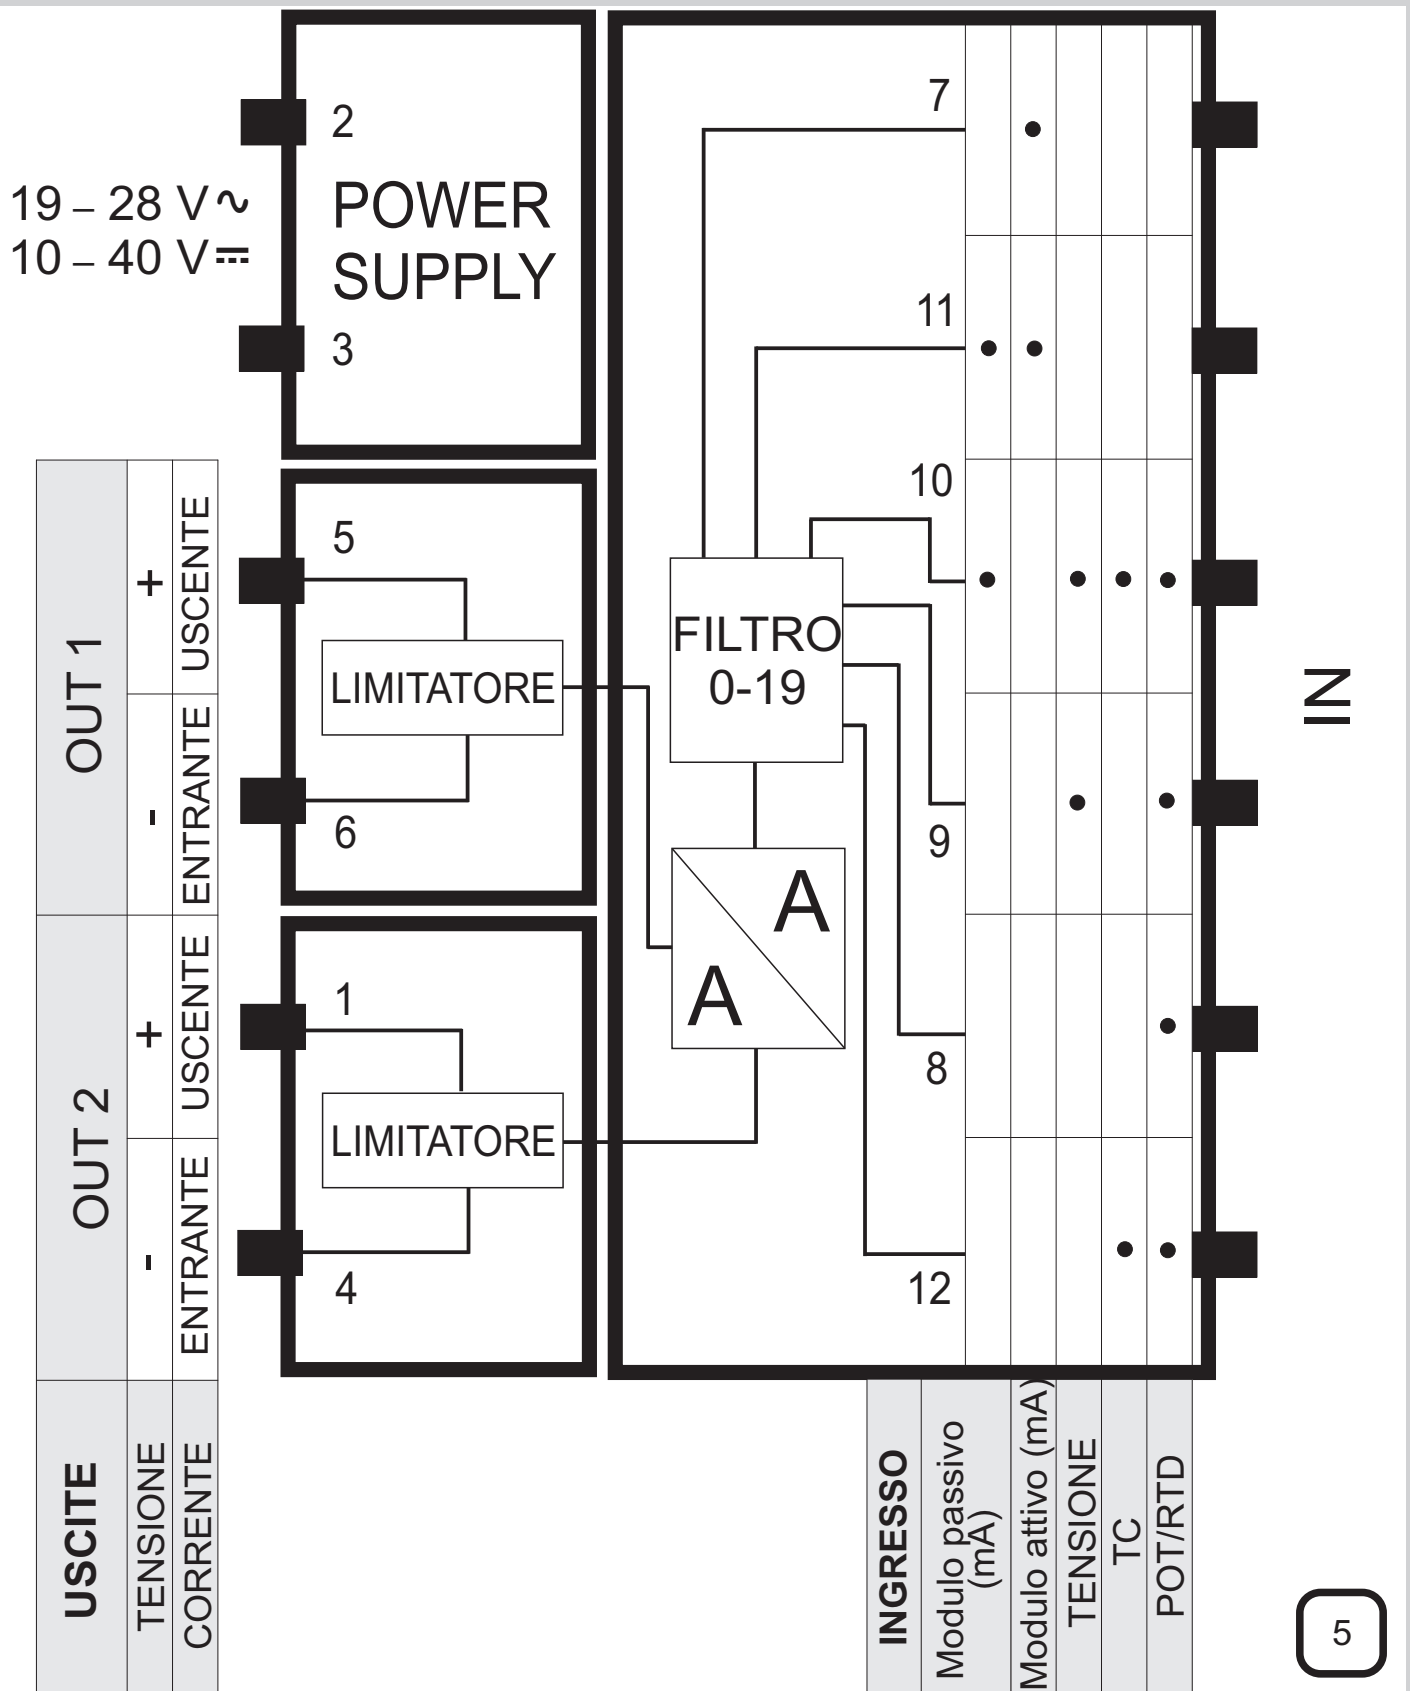 2
19 – 28 V
10 – 40 V
POWER
SUPPLY
3
OUT 1
+
USCENTE
-
ENTRANTE
5
LIMITATORE
6
OUT 2
+
USCENTE
-
ENTRANTE
1
LIMITATORE
4
USCITE
TENSIONE
CORRENTE
7
11
10
FILTRO
0-19
9
A
A
8
12
IN
INGRESSO
Modulo passivo
(mA)
Modulo attivo (mA)
TENSIONE
TC
POT/RTD
5